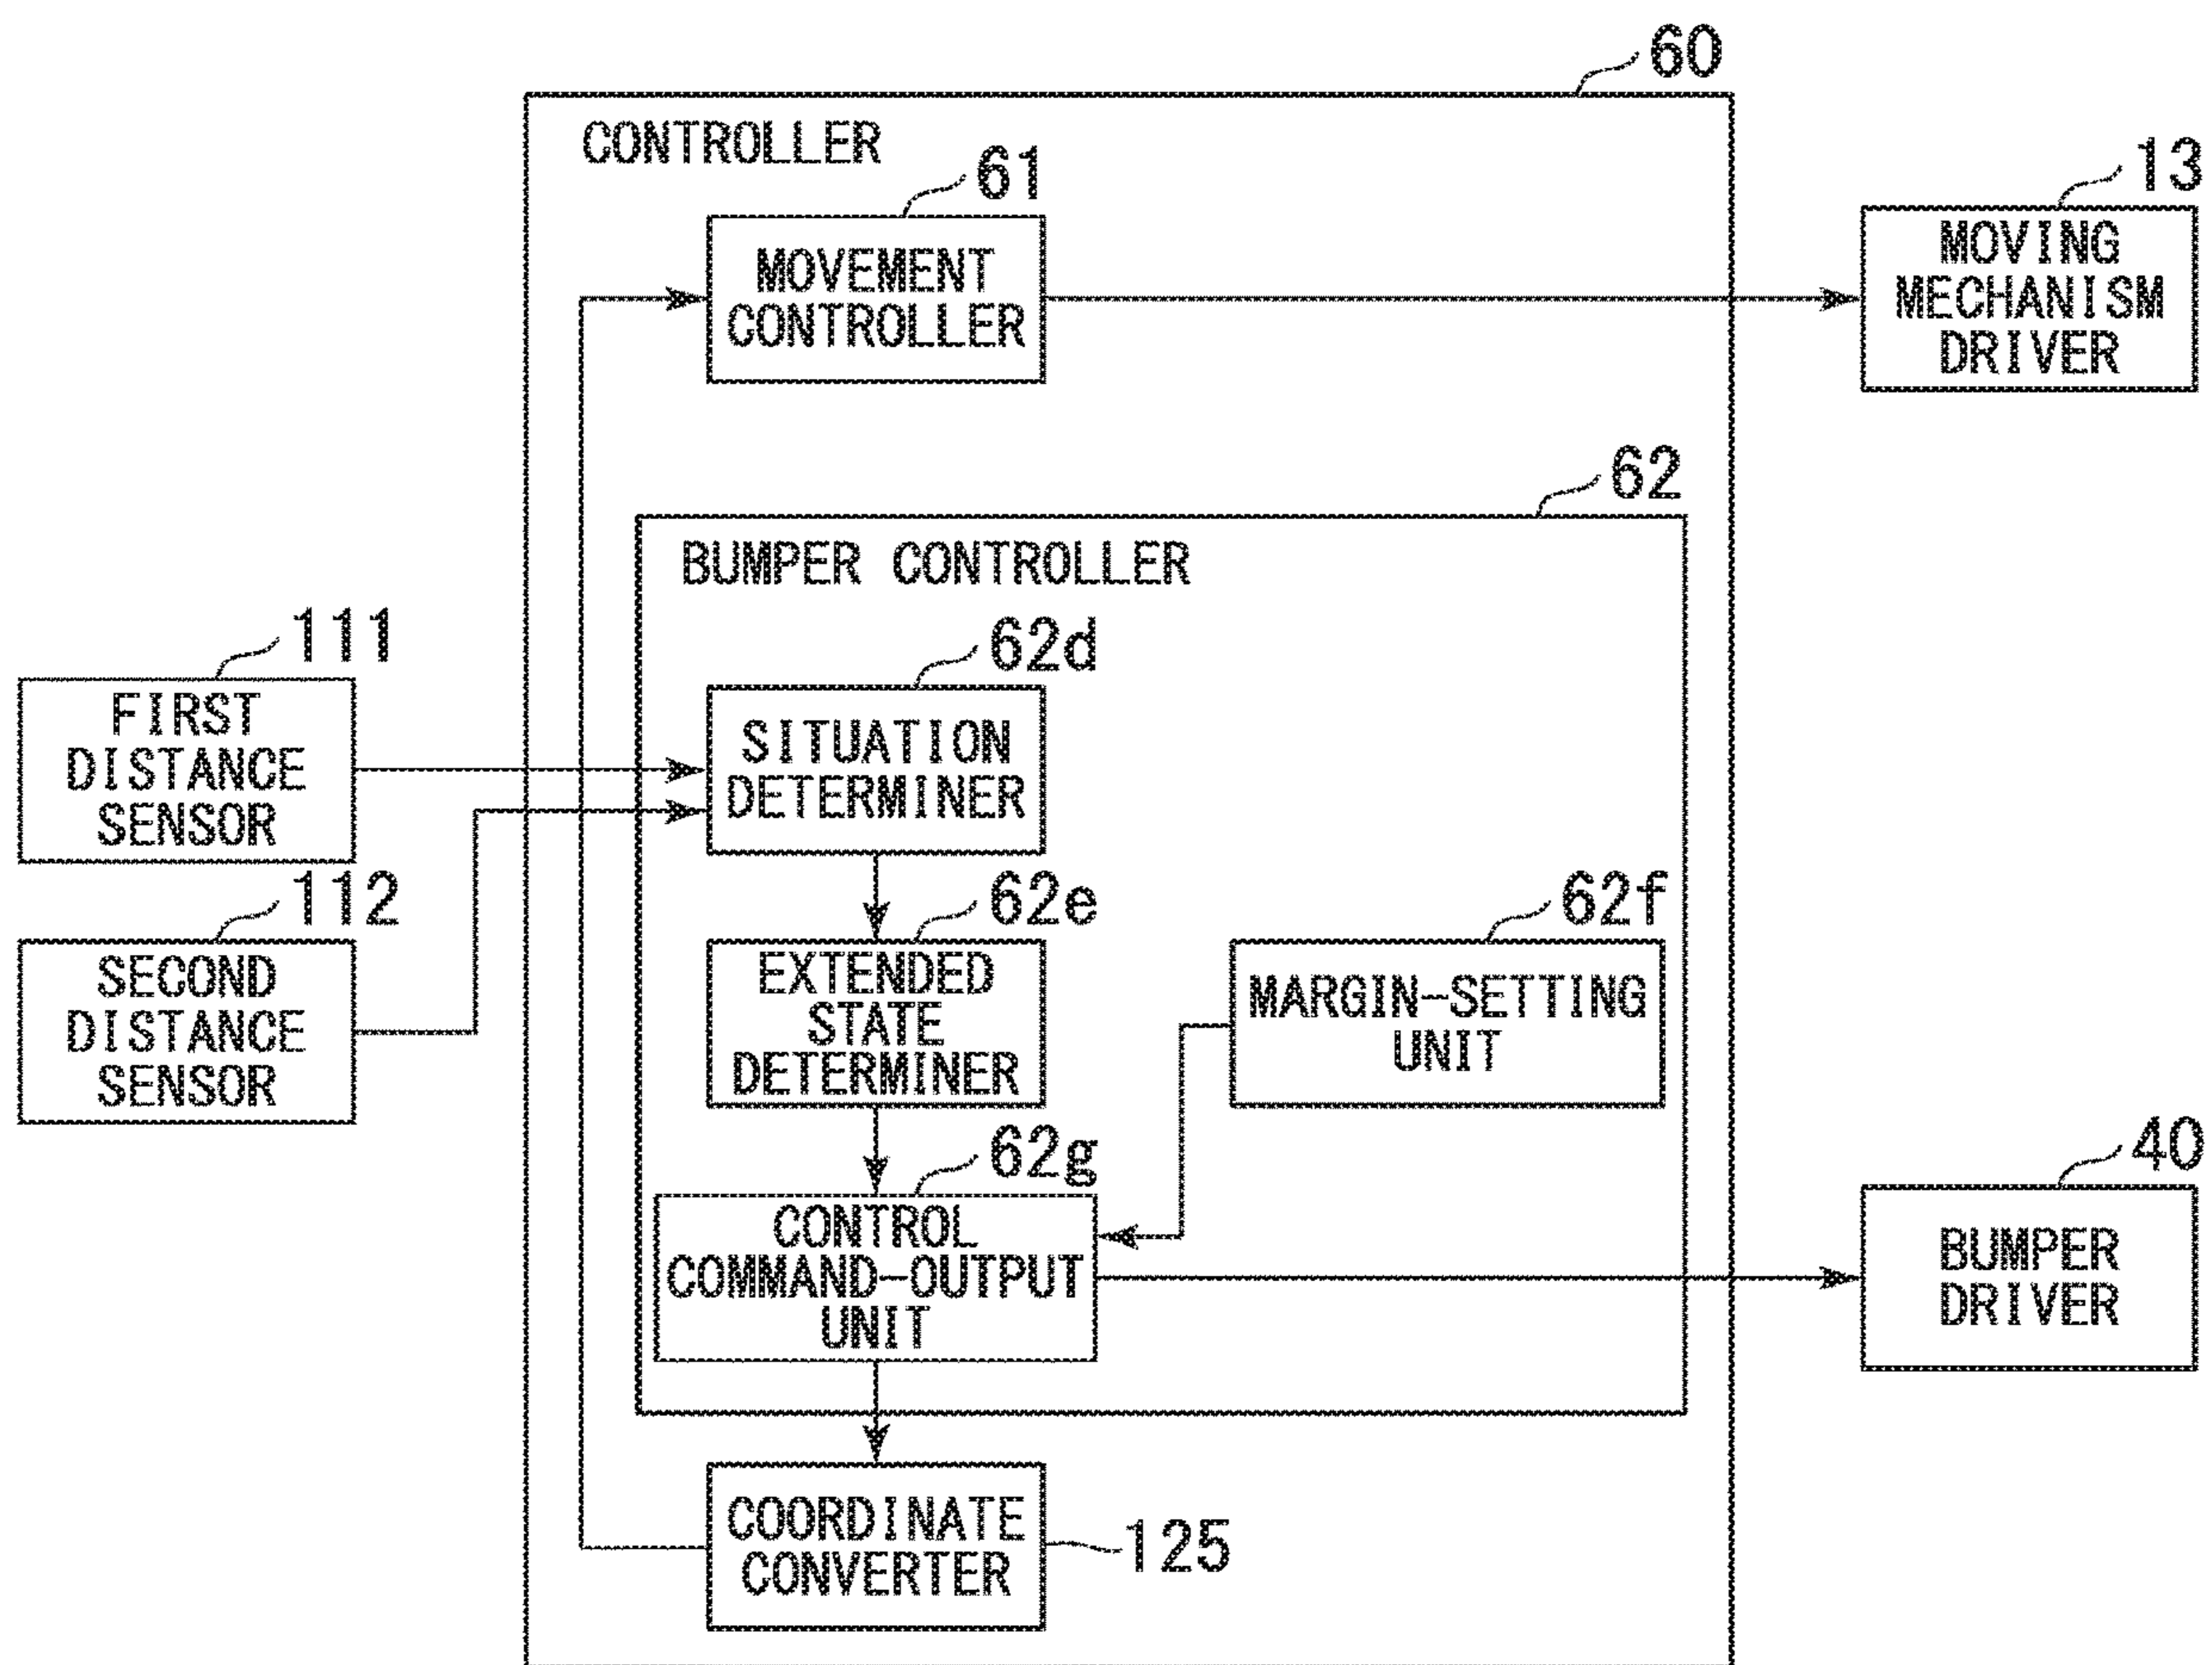 60
CONTROLLER
61
MOVEMENT
CONTROLLER
13
MOVING
MECHANISM
DRIVER
62
BUMPER CONTROLLER
111
FIRST
DISTANCE
SENSOR
62d
SITUATION
DETERMINER
112
SECOND
DISTANCE
SENSOR
62e
EXTENDED
STATE
DETERMINER
62f
MARGIN-SETTING
UNIT
62g
CONTROL
COMMAND-OUTPUT
UNIT
40
BUMPER
DRIVER
COORDINATE
CONVERTER
125